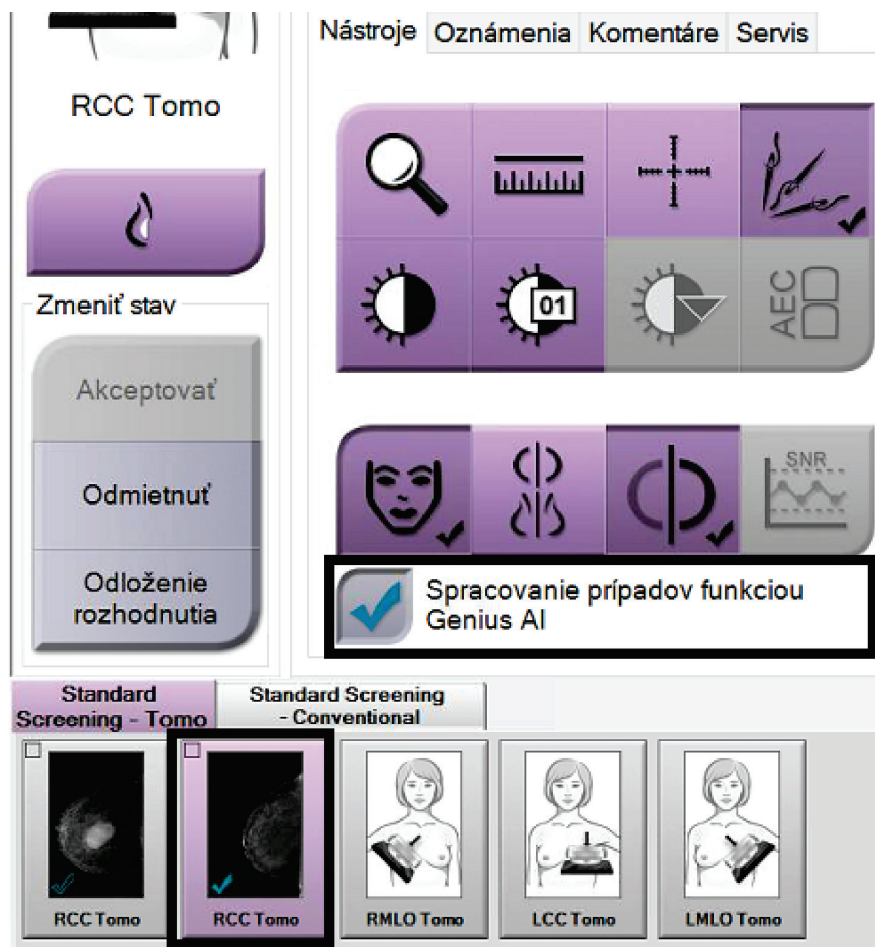 Nástroje Oznámenia Komentáre Servis
RCC Tomo
01
AEC
Zmeniť stav
Akceptovať
Odmietnuť
Odloženie
rozhodnutia
SNR
Spracovanie prípadov funkciou
Genius AI
Standard
Screening - Tomo
Standard Screening
- Conventional
RCC Tomo
RCC Tomo
RMLO Tomo
LCC Tomo
LMLO Tomo